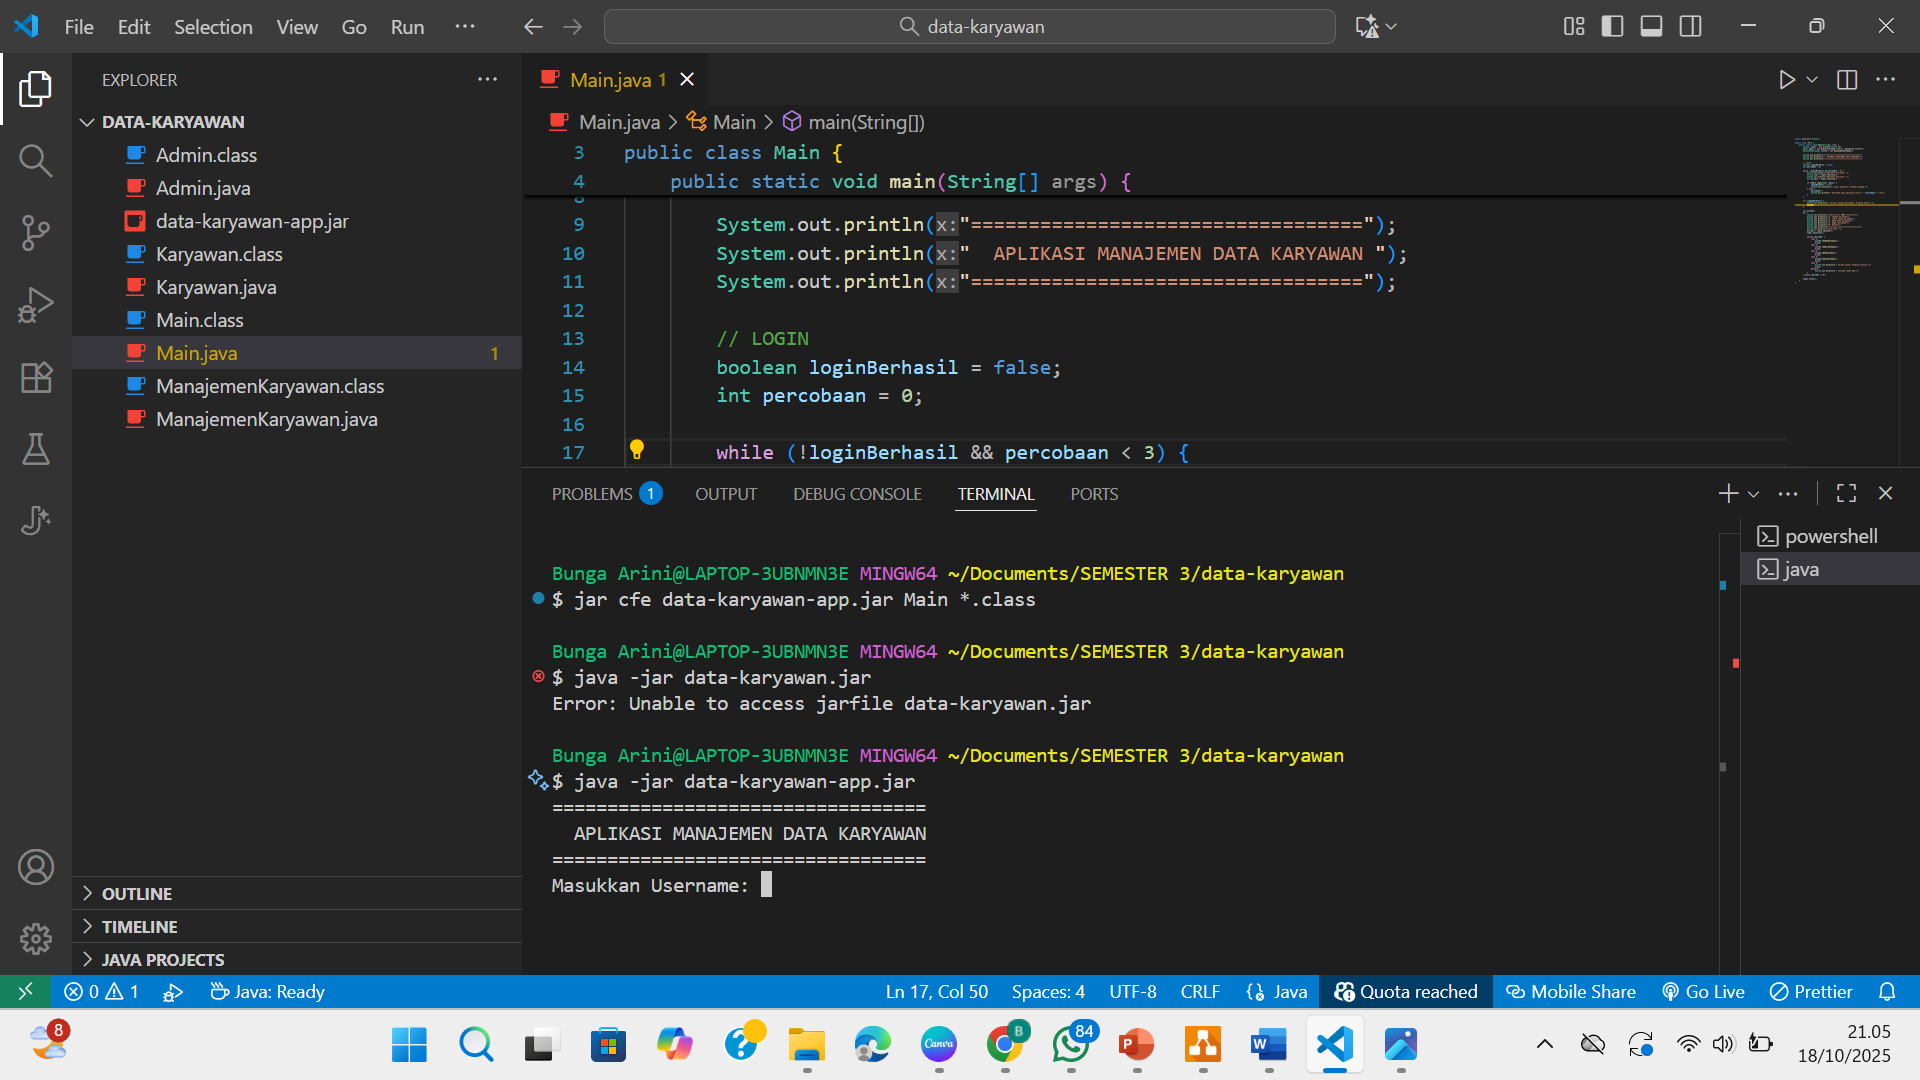 File Edit Selection View Go Run ···
data-karyawan
EXPLORER
DATA-KARYAWAN
Admin.class
Admin.java
data-karyawan-app.jar
Karyawan.class
Karyawan.java
Main.class
Main.java 1
ManajemenKaryawan.class
ManajemenKaryawan.java
OUTLINE
TIMELINE
JAVA PROJECTS
Main.java 1
Main.java > Main > main(String[])
3 public class Main {
4 public static void main(String[] args) {
8
9 System.out.println(x:"==================================");
10 System.out.println(x:"  APLIKASI MANAJEMEN DATA KARYAWAN ");
11 System.out.println(x:"==================================");
12
13 // LOGIN
14 boolean loginBerhasil = false;
15 int percobaan = 0;
16
17 while (!loginBerhasil && percobaan < 3) {
PROBLEMS 1 OUTPUT DEBUG CONSOLE TERMINAL PORTS
powershell
java
Bunga Arini@LAPTOP-3UBNMN3E MINGW64 ~/Documents/SEMESTER 3/data-karyawan
$ jar cfe data-karyawan-app.jar Main *.class
Bunga Arini@LAPTOP-3UBNMN3E MINGW64 ~/Documents/SEMESTER 3/data-karyawan
$ java -jar data-karyawan.jar
Error: Unable to access jarfile data-karyawan.jar
Bunga Arini@LAPTOP-3UBNMN3E MINGW64 ~/Documents/SEMESTER 3/data-karyawan
$ java -jar data-karyawan-app.jar
==================================
APLIKASI MANAJEMEN DATA KARYAWAN
==================================
Masukkan Username:
0 1 Java: Ready Ln 17, Col 50 Spaces: 4 UTF-8 CRLF Java Quota reached Mobile Share Go Live Prettier
8 Canva B 84 P W
21.05
18/10/2025